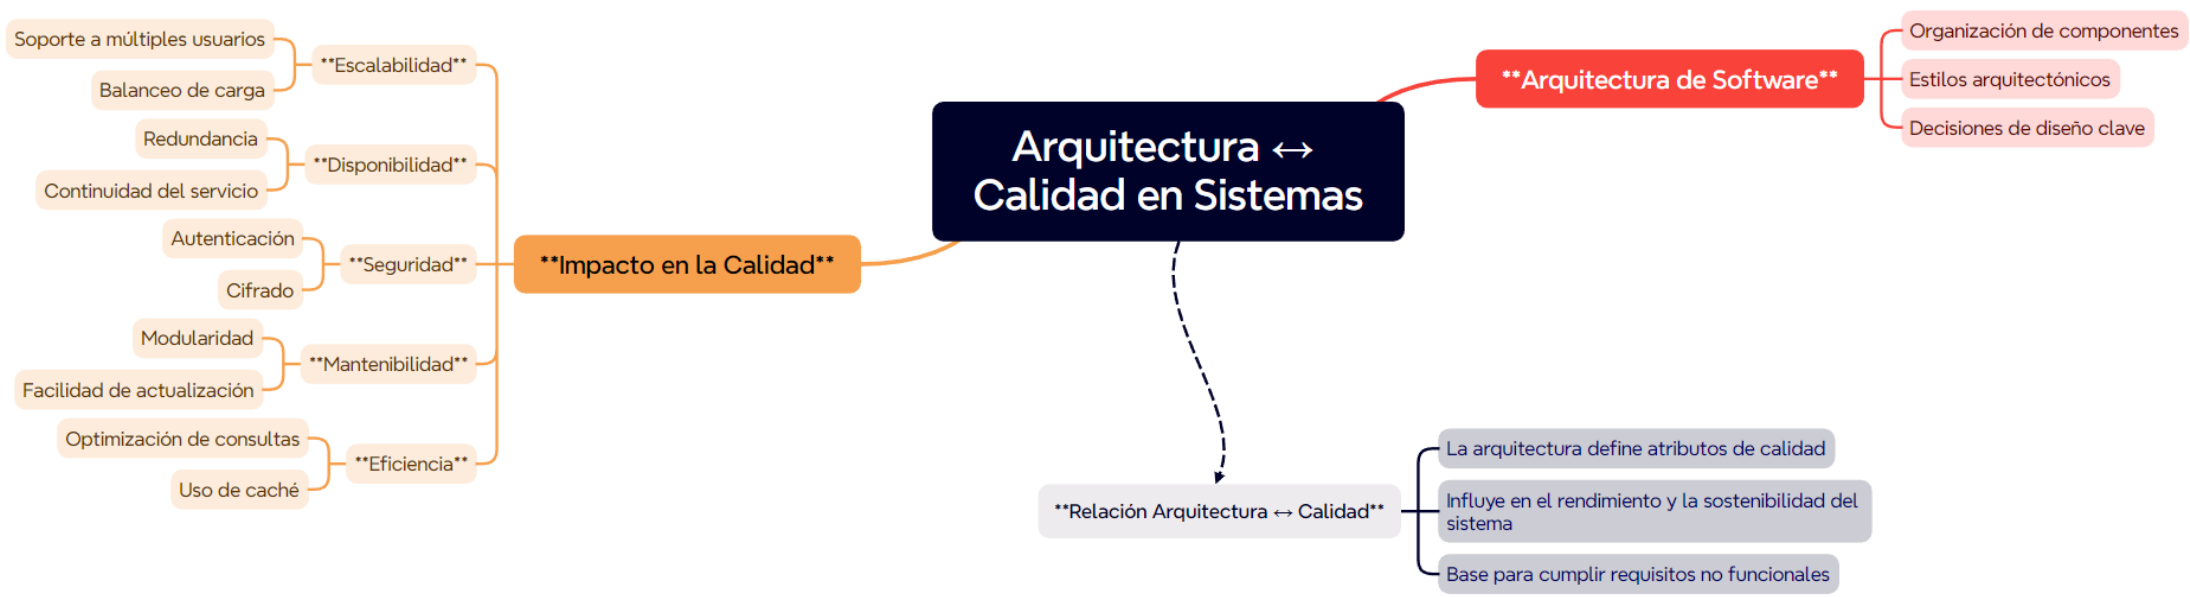 Arquitectura ↔
Calidad en Sistemas
**Arquitectura de Software**
Organización de componentes
Estilos arquitectónicos
Decisiones de diseño clave
**Impacto en la Calidad**
**Escalabilidad**
Soporte a múltiples usuarios
Balanceo de carga
**Disponibilidad**
Redundancia
Continuidad del servicio
**Seguridad**
Autenticación
Cifrado
**Mantenibilidad**
Modularidad
Facilidad de actualización
**Eficiencia**
Optimización de consultas
Uso de caché
**Relación Arquitectura ↔ Calidad**
La arquitectura define atributos de calidad
Influye en el rendimiento y la sostenibilidad del
sistema
Base para cumplir requisitos no funcionales